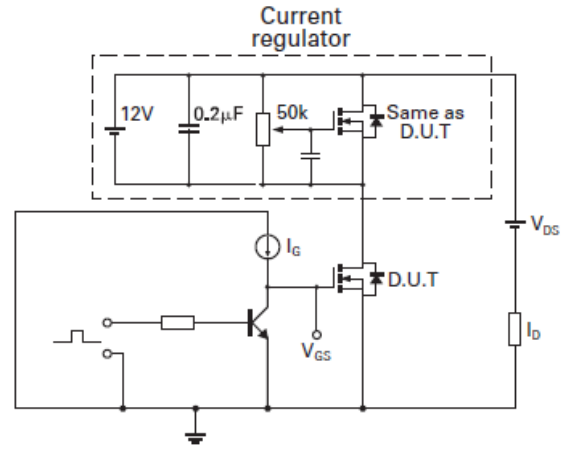 Current
regulator
12V
0.2μF
50k
Same as
D.U.T
V_DS
I_G
D.U.T
V_GS
I_D